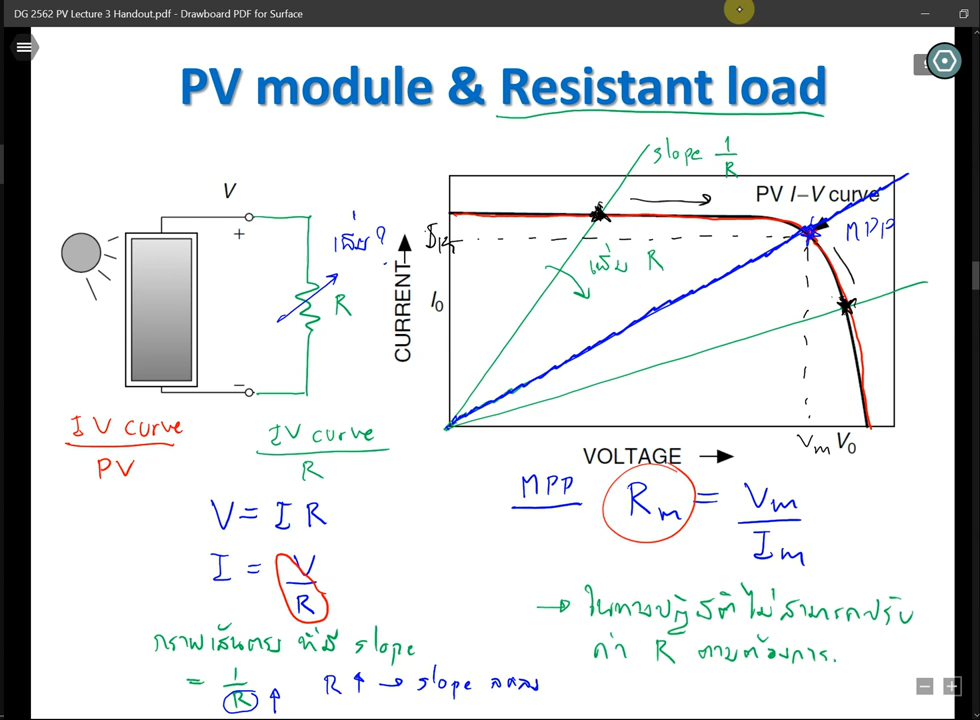 DG 2562 PV Lecture 3 Handout.pdf - Drawboard PDF for Surface
PV module & Resistant load
slope 1/R
V
PV I–V curve
+
MPP
เพิ่ม R
R
CURRENT
I0
–
Vm V0
VOLTAGE
IV curve
PV
IV curve
R
MPP
Rm = Vm/Im
V = I R
I = V/R
→ ในทางปฏิบัติ ไม่สามารถปรับ
ค่า R ตามต้องการ.
กราฟเส้นตรง ที่มี slope
= 1/R ↑ R ↑ → slope ลดลง